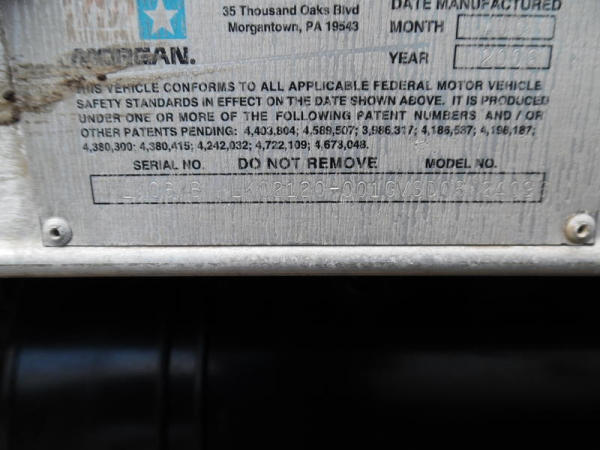 35 Thousand Oaks Blvd
Morgantown, PA 19543
MORGAN.
DATE MANUFACTURED
MONTH
YEAR
THIS VEHICLE CONFORMS TO ALL APPLICABLE FEDERAL MOTOR VEHICLE
SAFETY STANDARDS IN EFFECT ON THE DATE SHOWN ABOVE. IT IS PRODUCED
UNDER ONE OR MORE OF THE FOLLOWING PATENT NUMBERS AND / OR
OTHER PATENTS PENDING: 4,403,804; 4,589,507; 3,986,317; 4,186,537; 4,198,187;
4,380,300; 4,380,415; 4,242,032; 4,722,109; 4,673,048.
SERIAL NO. DO NOT REMOVE MODEL NO.